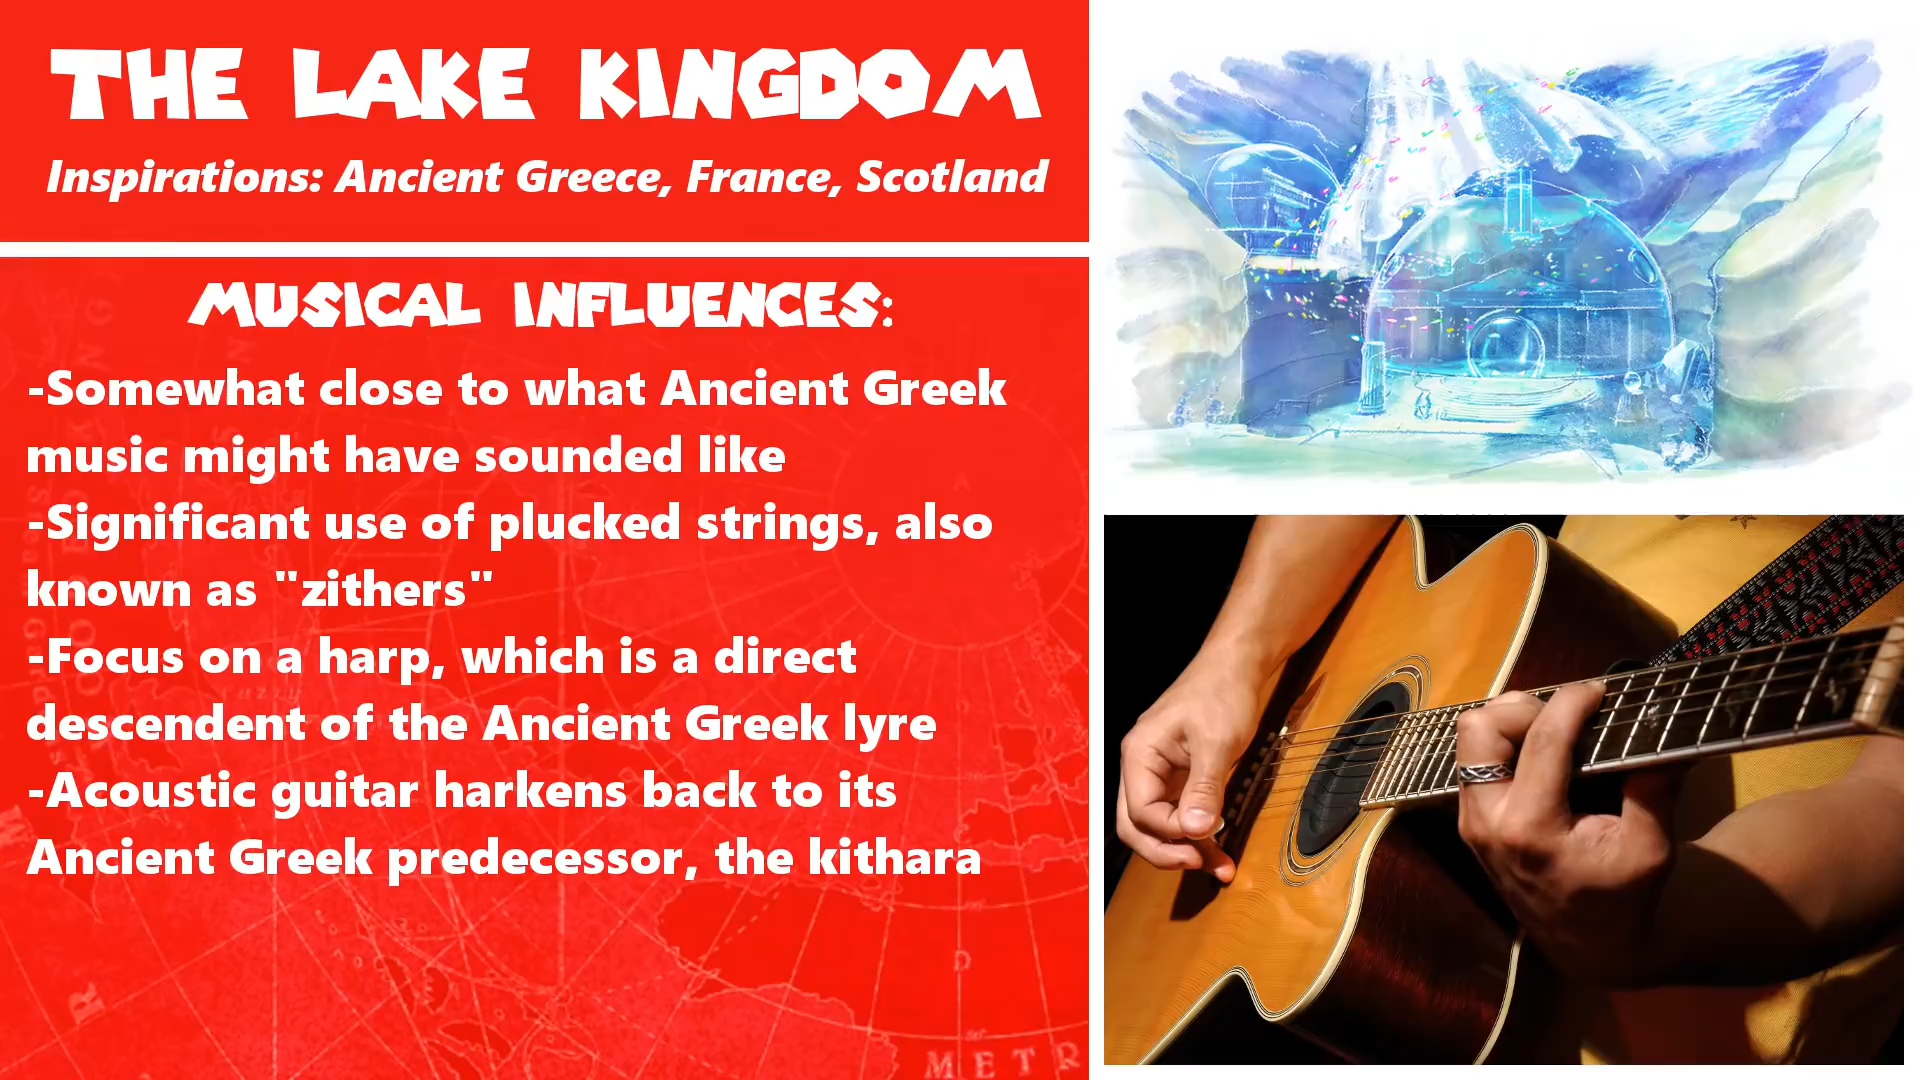 THE LAKE KINGDOM
Inspirations: Ancient Greece, France, Scotland
MUSICAL INFLUENCES:
-Somewhat close to what Ancient Greek
music might have sounded like
-Significant use of plucked strings, also
known as "zithers"
-Focus on a harp, which is a direct
descendent of the Ancient Greek lyre
-Acoustic guitar harkens back to its
Ancient Greek predecessor, the kithara
METR